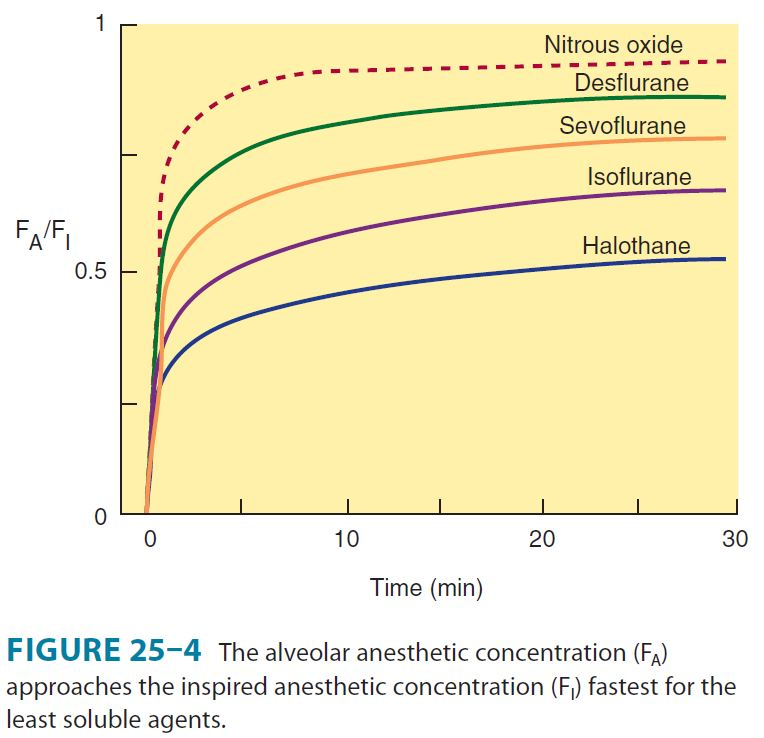 1
Nitrous oxide
Desflurane
Sevoflurane
Isoflurane
FA/FI
0.5
Halothane
0
0 10 20 30
Time (min)
FIGURE 25–4 The alveolar anesthetic concentration (FA)
approaches the inspired anesthetic concentration (FI) fastest for the
least soluble agents.